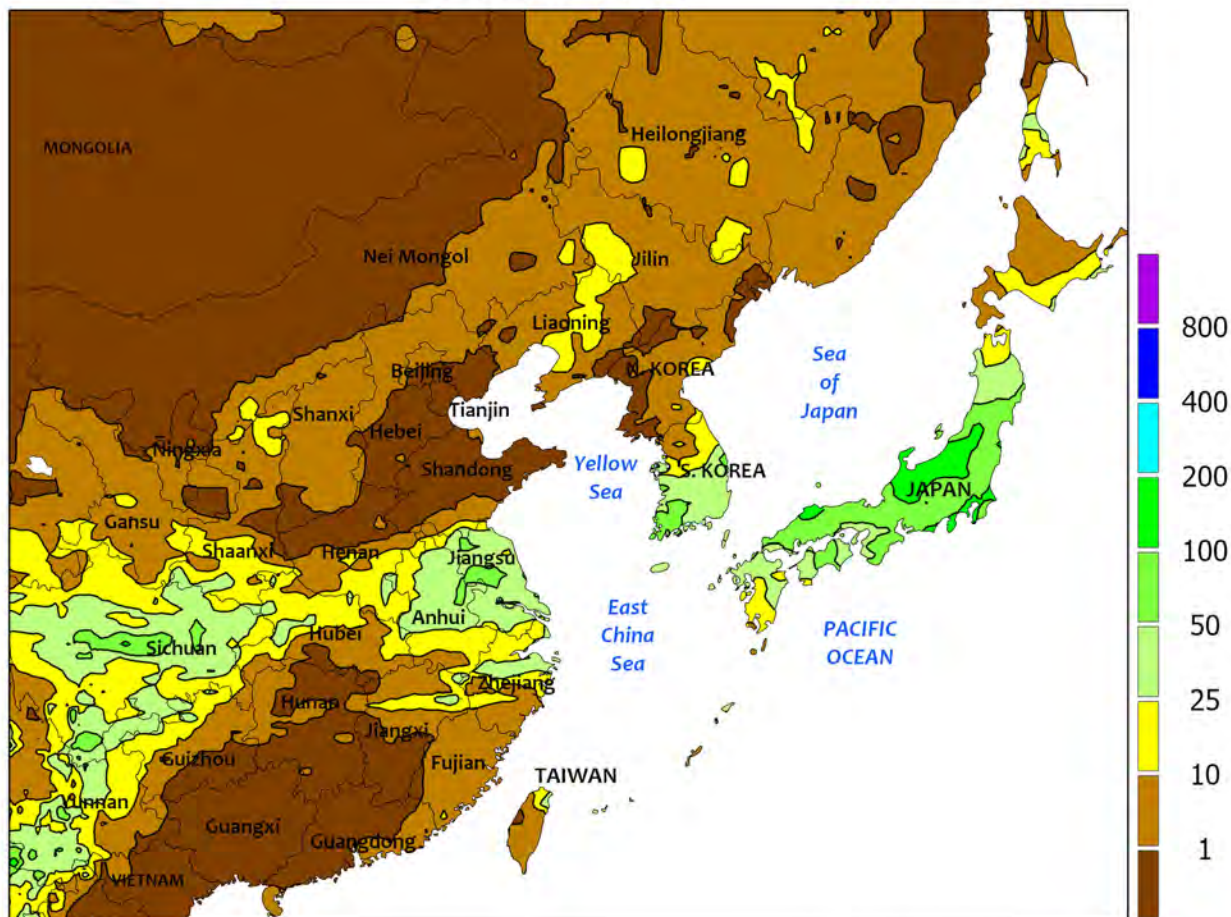 Heilongjiang
MONGOLIA
Nei Mongol
Jilin
Liaoning
Beijing
N. KOREA
Sea
of
Japan
800
400
200
100
50
25
10
1
Shanxi
Tianjin
Hebei
Ningxia
Shandong
Yellow
Sea
S. KOREA
JAPAN
Gansu
Shaanxi
Henan
Jiangsu
Anhui
East
China
Sea
PACIFIC
OCEAN
Hubei
Sichuan
Zhejiang
Hunan
Jiangxi
Guizhou
Fujian
TAIWAN
Yunnan
Guangxi
Guangdong
VIETNAM